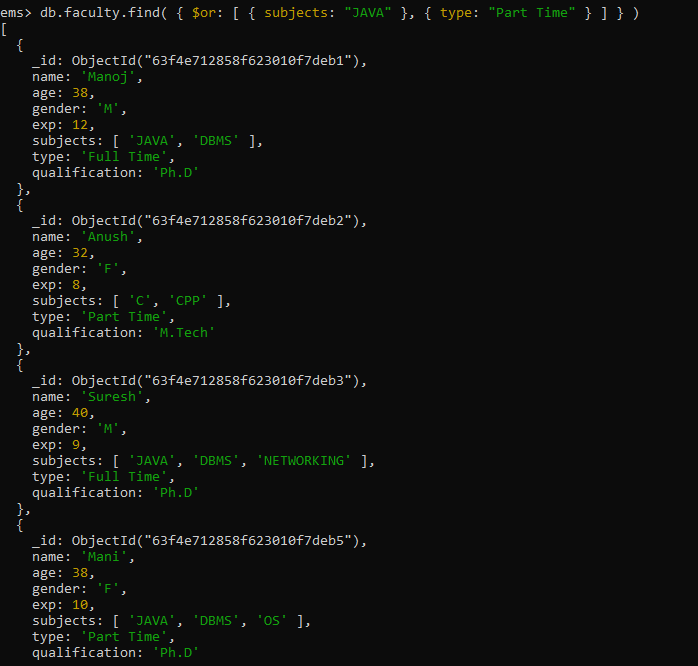 ems> db.faculty.find( { $or: [ { subjects: "JAVA" }, { type: "Part Time" } ] } )
[
  {
    _id: ObjectId("63f4e712858f623010f7deb1"),
    name: 'Manoj',
    age: 38,
    gender: 'M',
    exp: 12,
    subjects: [ 'JAVA', 'DBMS' ],
    type: 'Full Time',
    qualification: 'Ph.D'
  },
  {
    _id: ObjectId("63f4e712858f623010f7deb2"),
    name: 'Anush',
    age: 32,
    gender: 'F',
    exp: 8,
    subjects: [ 'C', 'CPP' ],
    type: 'Part Time',
    qualification: 'M.Tech'
  },
  {
    _id: ObjectId("63f4e712858f623010f7deb3"),
    name: 'Suresh',
    age: 40,
    gender: 'M',
    exp: 9,
    subjects: [ 'JAVA', 'DBMS', 'NETWORKING' ],
    type: 'Full Time',
    qualification: 'Ph.D'
  },
  {
    _id: ObjectId("63f4e712858f623010f7deb5"),
    name: 'Mani',
    age: 38,
    gender: 'F',
    exp: 10,
    subjects: [ 'JAVA', 'DBMS', 'OS' ],
    type: 'Part Time',
    qualification: 'Ph.D'